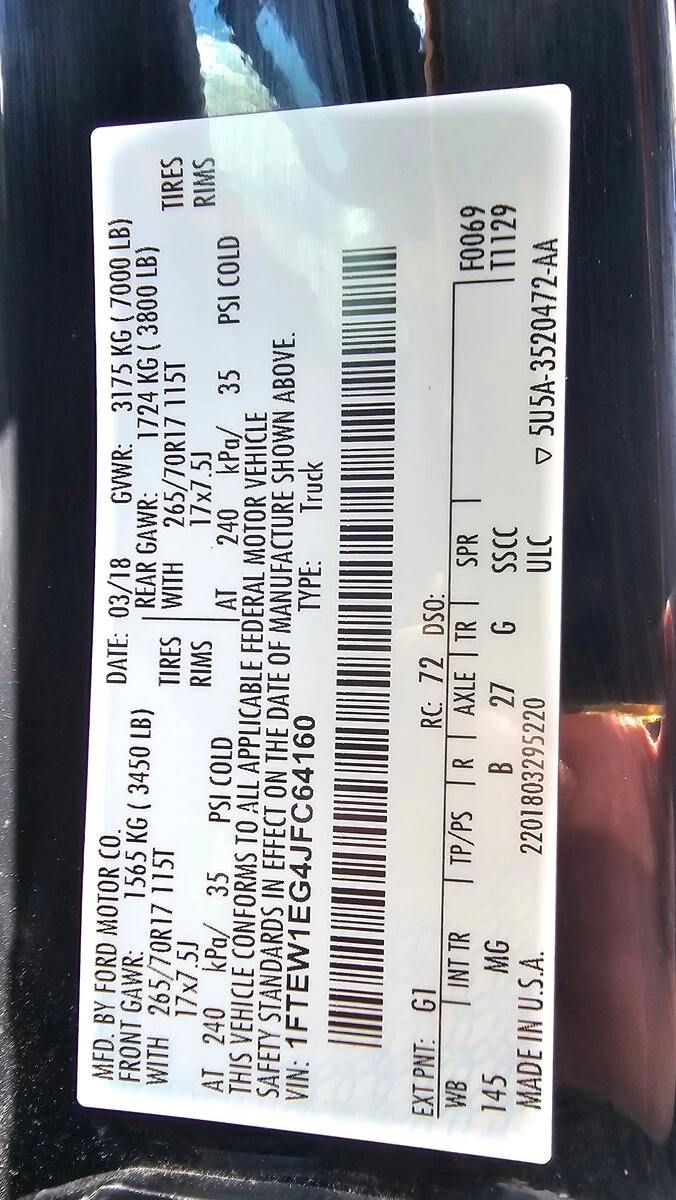 MFD. BY FORD MOTOR CO.
DATE: 03/18 GVWR: 3175 KG ( 7000 LB)
FRONT GAWR: 1565 KG ( 3450 LB) REAR GAWR: 1724 KG ( 3800 LB)
WITH 265/70R17 115T TIRES WITH 265/70R17 115T TIRES
17x7.5J RIMS 17x7.5J RIMS
AT 240 kPa/ 35 PSI COLD AT 240 kPa/ 35 PSI COLD
THIS VEHICLE CONFORMS TO ALL APPLICABLE FEDERAL MOTOR VEHICLE
SAFETY STANDARDS IN EFFECT ON THE DATE OF MANUFACTURE SHOWN ABOVE.
VIN: 1FTEW1EG4JFC64160 TYPE: Truck
EXT PNT: G1 RC: 72 DSO: F0069
WB INT TR TP/PS R AXLE TR SPR T1129
145 MG B 27 G SSCC
MADE IN U.S.A. 2201803295220 ULC ▽ 5U5A-3520472-AA